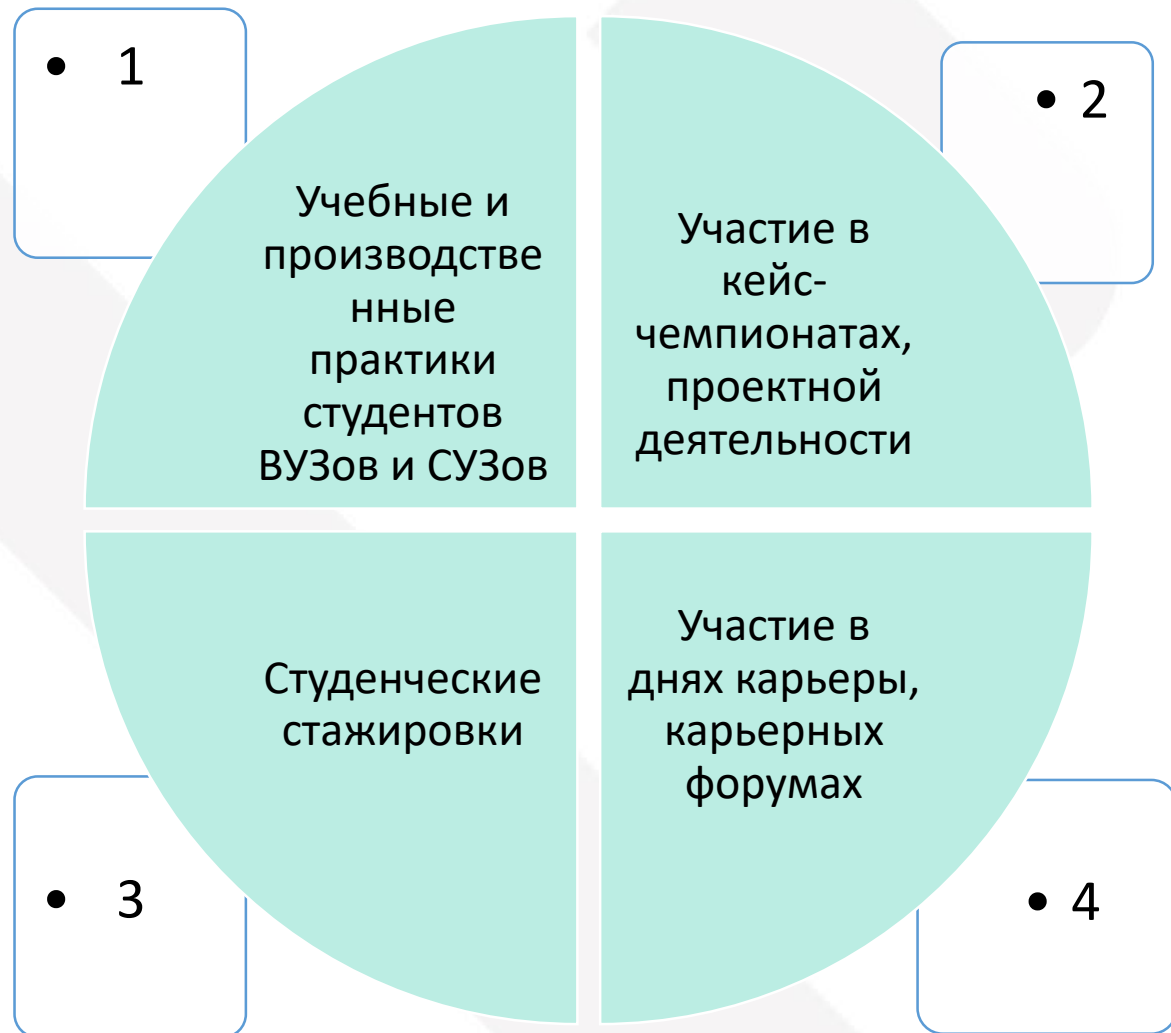 • 1
Учебные и
производстве
нные
практики
студентов
ВУЗов и СУЗов
• 2
Участие в
кейс-
чемпионатах,
проектной
деятельности
• 3
Студенческие
стажировки
• 4
Участие в
днях карьеры,
карьерных
форумах